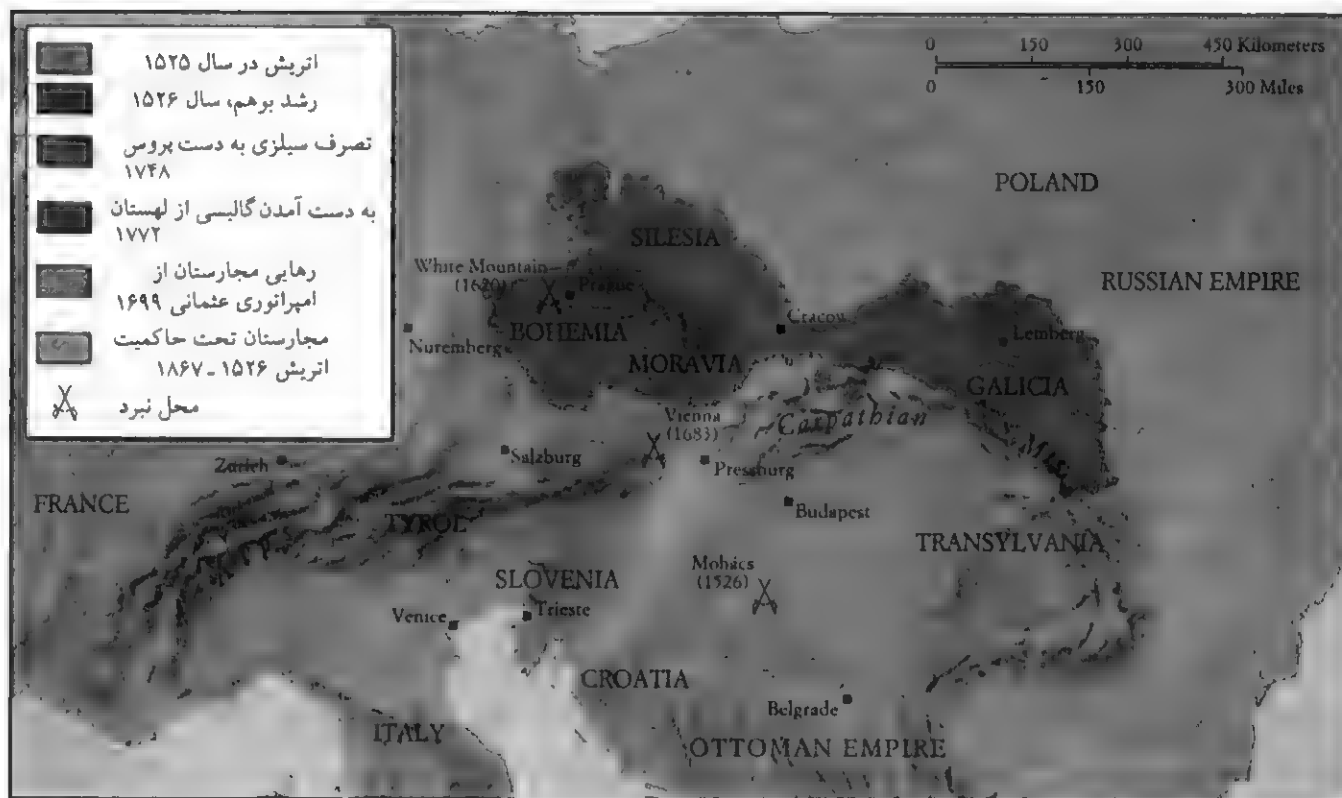 اتریش در سال ۱۵۲۵
رشد بوهم، سال ۱۵۲۶
تصرف سیلزی به دست پروس
۱۷۴۸
به دست آمدن گالیسی از لهستان
۱۷۷۲
رهایی مجارستان از
امپراتوری عثمانی ۱۶۹۹
مجارستان تحت حاکمیت
اتریش ۱۵۲۶ ـ ۱۸۶۷
محل نبرد
0 150 300 450 Kilometers
0 150 300 Miles
POLAND
SILESIA
RUSSIAN EMPIRE
White Mountain
(1620)
Prague
BOHEMIA
Cracow
Lemberg
Nuremberg
MORAVIA
GALICIA
Vienna
(1683)
Carpathian
Mts.
Salzburg
Pressburg
Zurich
FRANCE
ALPS
TYROL
Budapest
TRANSYLVANIA
Mohács
(1526)
SLOVENIA
Venice
Trieste
CROATIA
Belgrade
ITALY
OTTOMAN EMPIRE